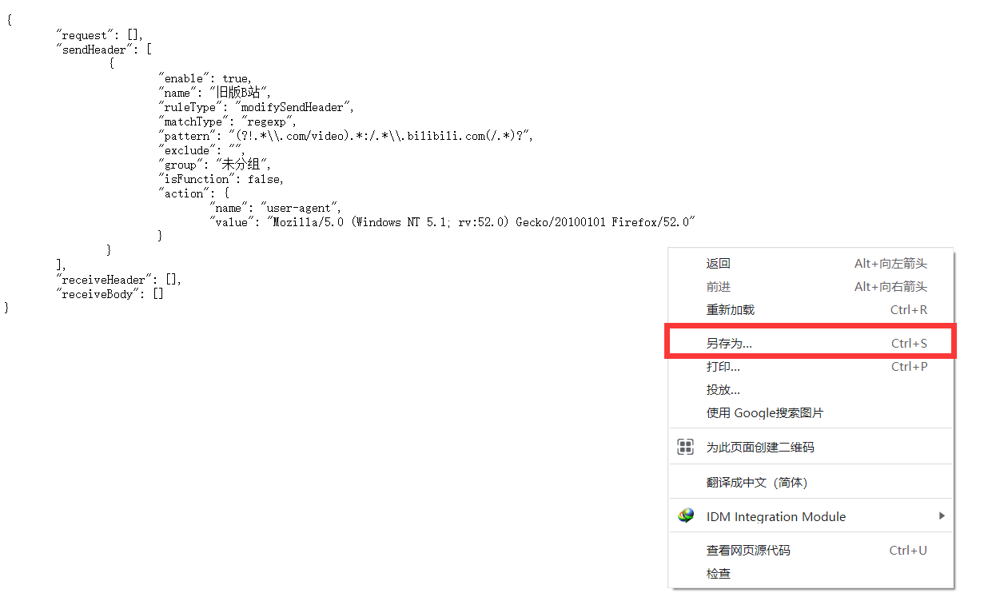 {
"request": [],
"sendHeader": [
{
"enable": true,
"name": "旧版B站",
"ruleType": "modifySendHeader",
"matchType": "regexp",
"pattern": "(?!.*\\.com/video).*:/.*\\.bilibili.com(/.*)?",
"exclude": "",
"group": "未分组",
"isFunction": false,
"action": {
"name": "user-agent",
"value": "Mozilla/5.0 (Windows NT 5.1; rv:52.0) Gecko/20100101 Firefox/52.0"
}
}
],
"receiveHeader": [],
"receiveBody": []
}
返回 Alt+向左箭头
前进 Alt+向右箭头
重新加载 Ctrl+R
另存为... Ctrl+S
打印... Ctrl+P
投放...
使用 Google搜索图片
为此页面创建二维码
翻译成中文（简体）
IDM Integration Module
查看网页源代码 Ctrl+U
检查